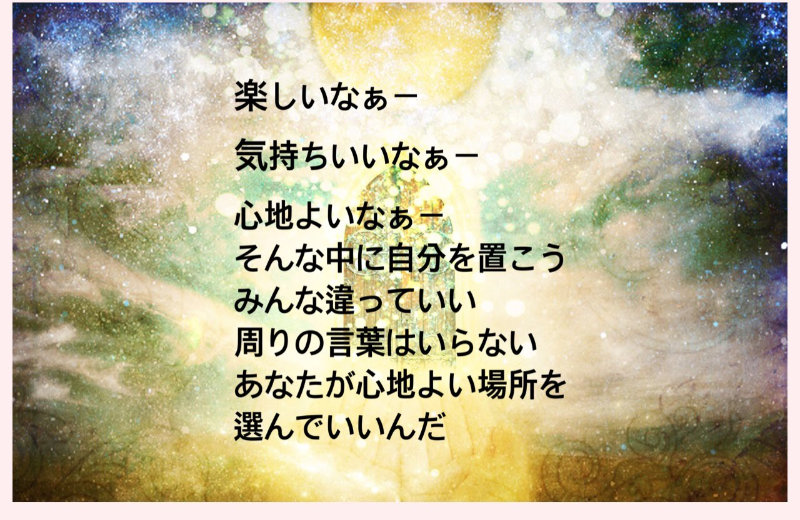 楽しいなぁー
気持ちいいなぁー
心地よいなぁー
そんな中に自分を置こう
みんな違っていい
周りの言葉はいらない
あなたが心地よい場所を
選んでいいんだ